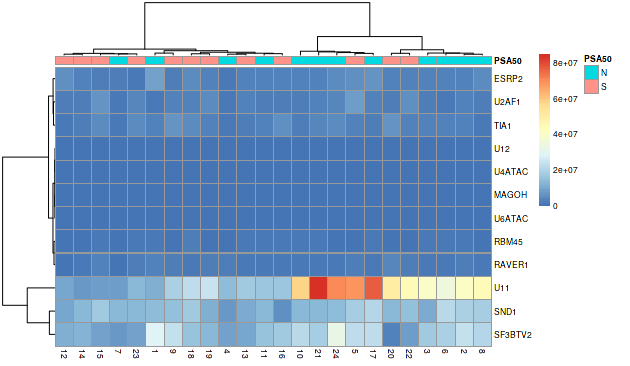 PSA50
ESRP2
U2AF1
TIA1
U12
U4ATAC
MAGOH
U6ATAC
RBM45
RAVER1
U11
SND1
SF3BTV2
12 14 15 7 23 1 9 18 19 4 13 11 16 10 21 24 5 17 20 22 3 6 2 8
8e+07
6e+07
4e+07
2e+07
0
PSA50
N
S